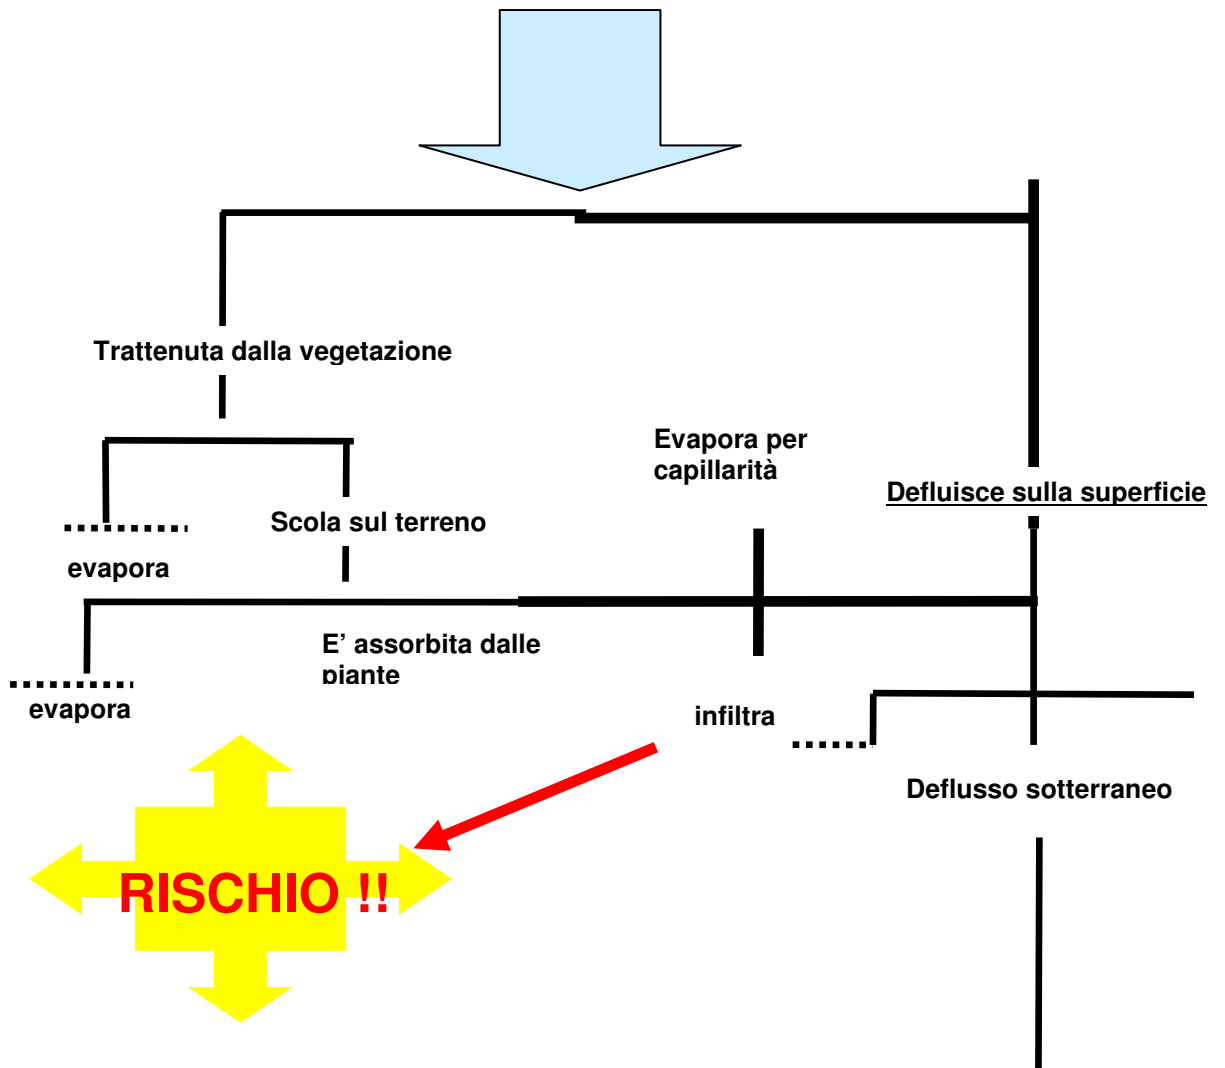 Trattenuta dalla vegetazione
Evapora per
capillarità
Defluisce sulla superficie
Scola sul terreno
evapora
E’ assorbita dalle
piante
evapora
infiltra
Deflusso sotterraneo
RISCHIO !!